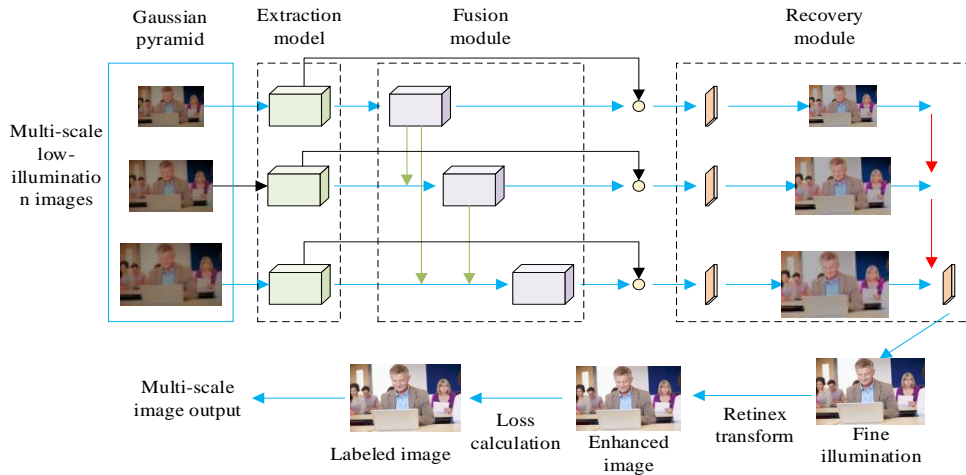 Gaussian
pyramid
Extraction
model
Fusion
module
Recovery
module
Multi-scale
low-
illuminatio
n images
Multi-scale
image output
Labeled image
Loss
calculation
Enhanced
image
Retinex
transform
Fine
illumination